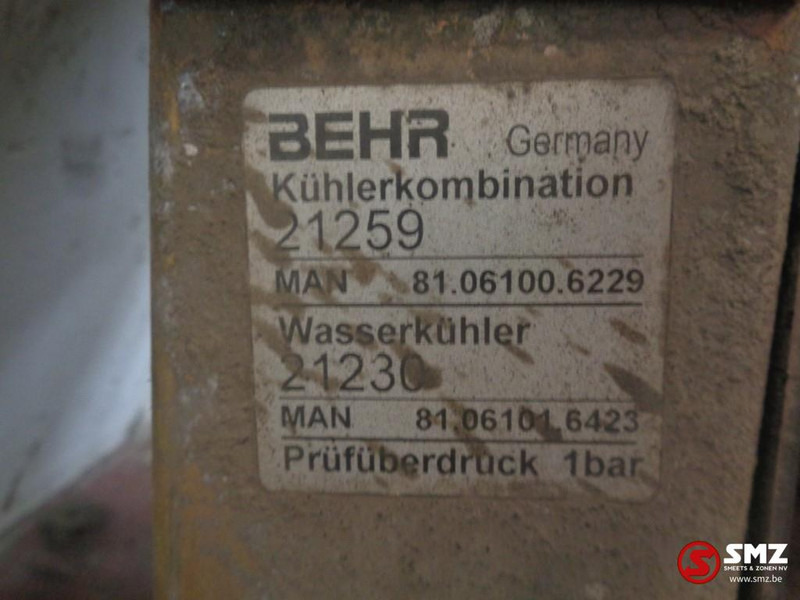 BEHR Germany
Kühlerkombination
21259
MAN 81.06100.6229
Wasserkühler
21230
MAN 81.06101.6423
Prüfüberdruck 1bar
SMZ
SMEETS & ZONEN NV
www.smz.be